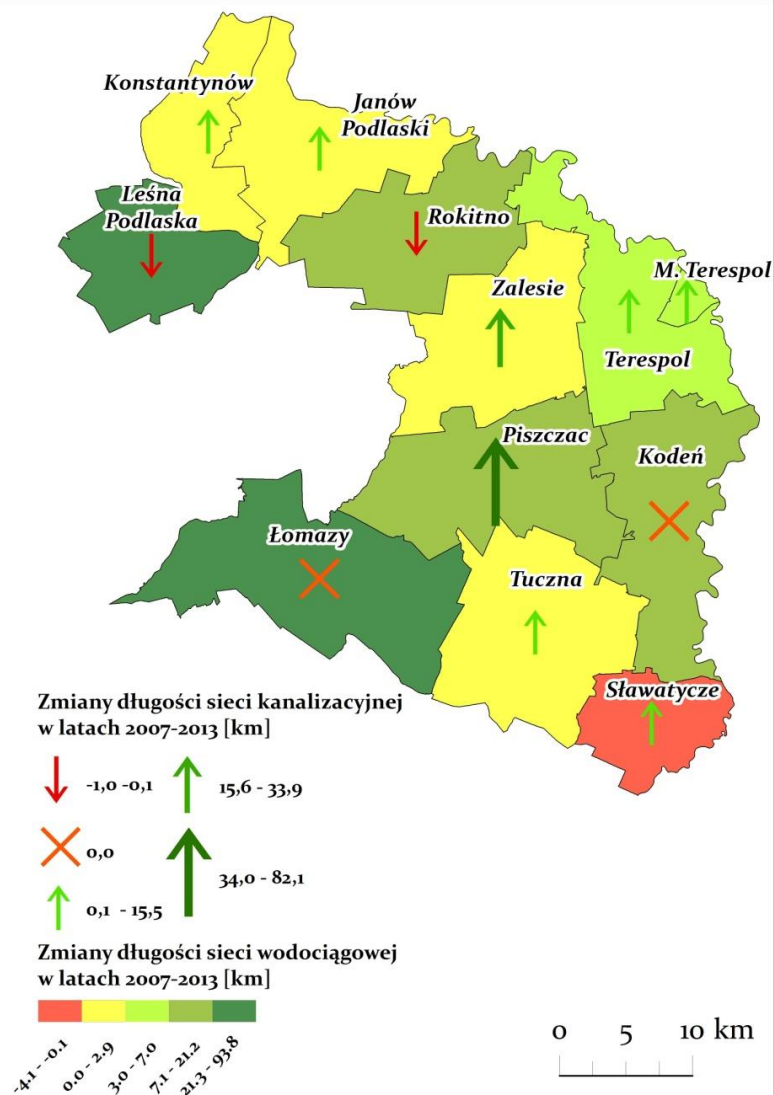 Konstantynów
Janów
Podlaski
Leśna
Podlaska
Rokitno
M. Terespol
Zalesie
Terespol
Piszczac
Kodeń
Łomazy
Tuczna
Sławatycze
Zmiany długości sieci kanalizacyjnej
w latach 2007-2013 [km]
-1,0 -0,1
15,6 - 33,9
0,0
34,0 - 82,1
0,1 - 15,5
Zmiany długości sieci wodociągowej
w latach 2007-2013 [km]
-4.1 - -0.1
0.0 - 2.9
3.0 - 7.0
7.1 - 21.2
21.3 - 93.8
0 5 10 km